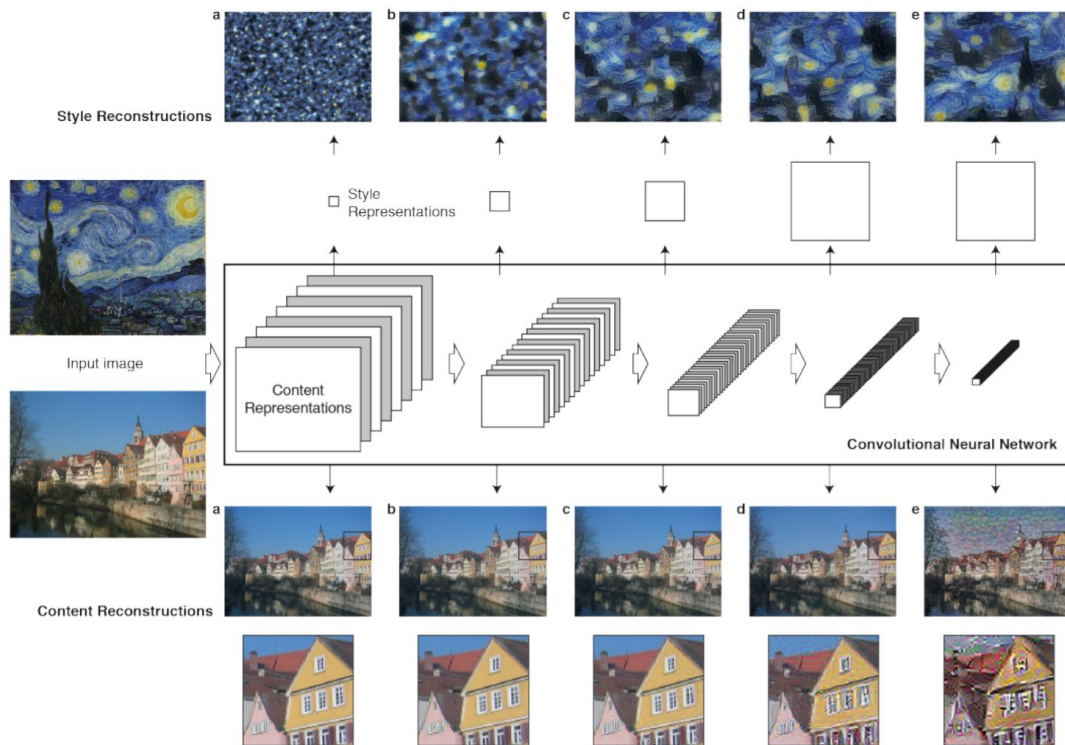 a b c d e
Style Reconstructions
Style
Representations
Input image
Content
Representations
Convolutional Neural Network
a b c d e
Content Reconstructions